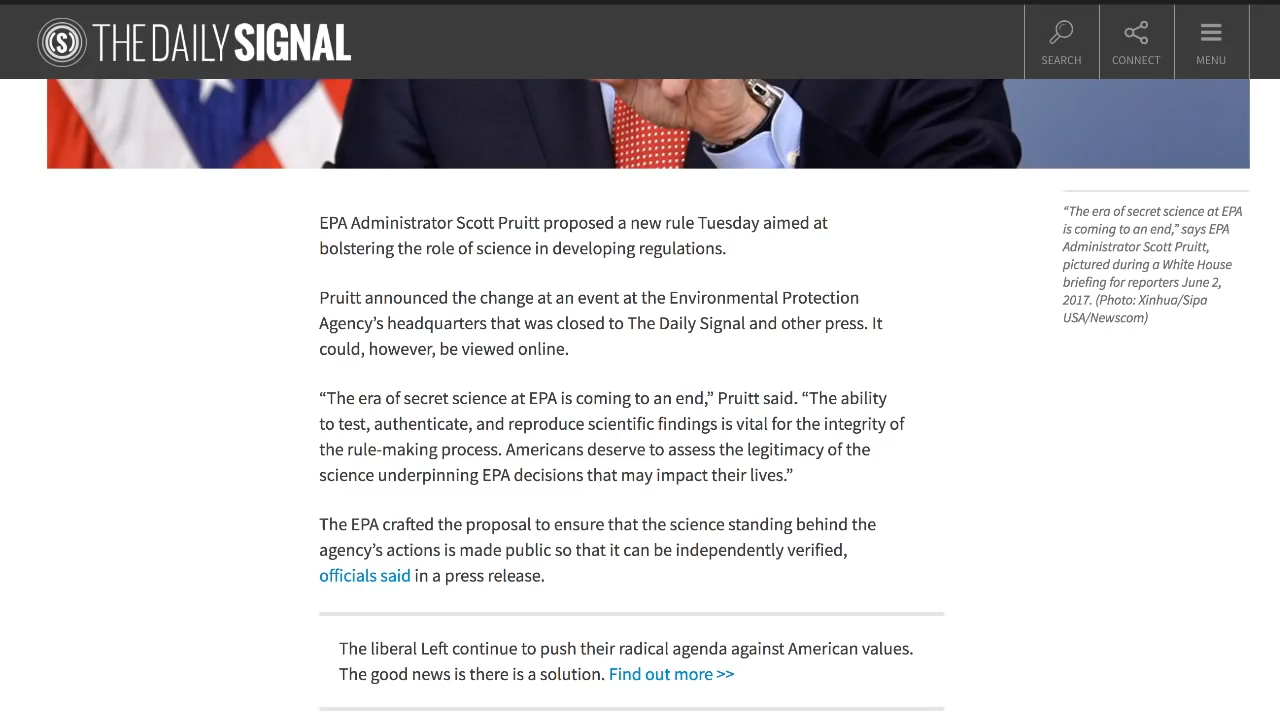 (S) THE DAILY SIGNAL
SEARCH
CONNECT
MENU
EPA Administrator Scott Pruitt proposed a new rule Tuesday aimed at
bolstering the role of science in developing regulations.
Pruitt announced the change at an event at the Environmental Protection
Agency’s headquarters that was closed to The Daily Signal and other press. It
could, however, be viewed online.
“The era of secret science at EPA is coming to an end,” Pruitt said. “The ability
to test, authenticate, and reproduce scientific findings is vital for the integrity of
the rule-making process. Americans deserve to assess the legitimacy of the
science underpinning EPA decisions that may impact their lives.”
The EPA crafted the proposal to ensure that the science standing behind the
agency’s actions is made public so that it can be independently verified,
officials said in a press release.
The liberal Left continue to push their radical agenda against American values.
The good news is there is a solution. Find out more >>
“The era of secret science at EPA
is coming to an end,” says EPA
Administrator Scott Pruitt,
pictured during a White House
briefing for reporters June 2,
2017. (Photo: Xinhua/Sipa
USA/Newscom)